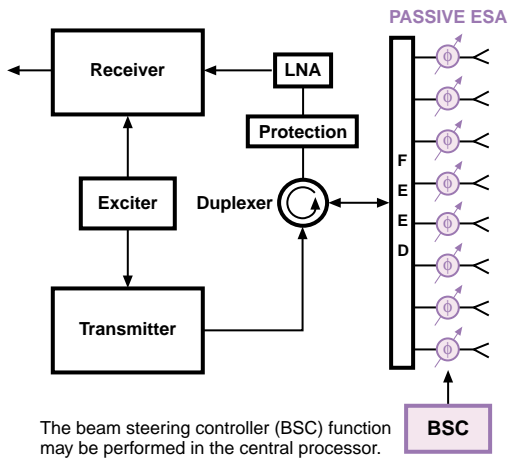 PASSIVE ESA
Receiver
LNA
Protection
Exciter
Duplexer
F
E
E
D
ϕ
ϕ
ϕ
ϕ
ϕ
ϕ
ϕ
ϕ
Transmitter
The beam steering controller (BSC) function
may be performed in the central processor.
BSC